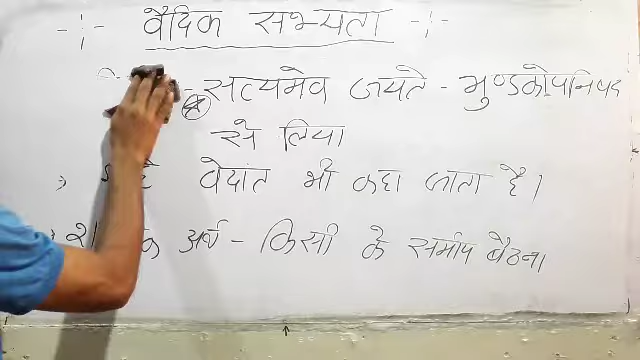 -:- वैदिक सभ्यता -:-
- सत्यमेव जयते - मुण्डकोपनिषद
से लिया
वेदांत भी कहा जाता है।
अर्थ - किसी के समीप बैठना